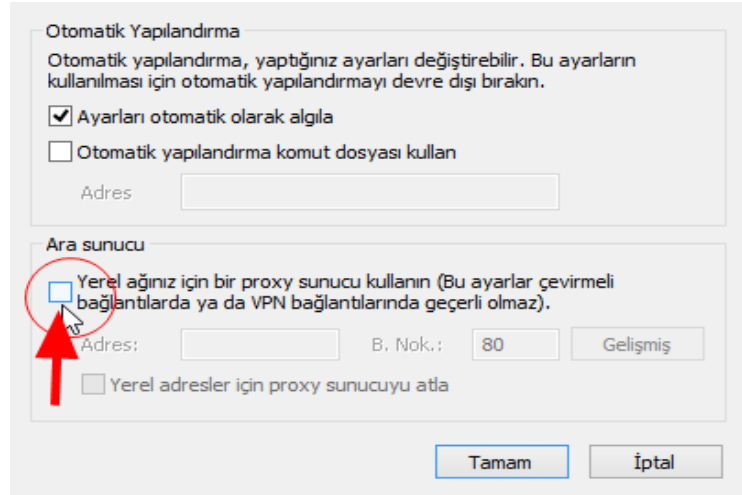 Otomatik Yapılandırma
Otomatik yapılandırma, yaptığınız ayarları değiştirebilir. Bu ayarların
kullanılması için otomatik yapılandırmayı devre dışı bırakın.
Ayarları otomatik olarak algıla
Otomatik yapılandırma komut dosyası kullan
Adres
Ara sunucu
Yerel ağınız için bir proxy sunucu kullanın (Bu ayarlar çevirmeli
bağlantılarda ya da VPN bağlantılarında geçerli olmaz).
Adres: B. Nok.: 80 Gelişmiş
Yerel adresler için proxy sunucuyu atla
Tamam İptal